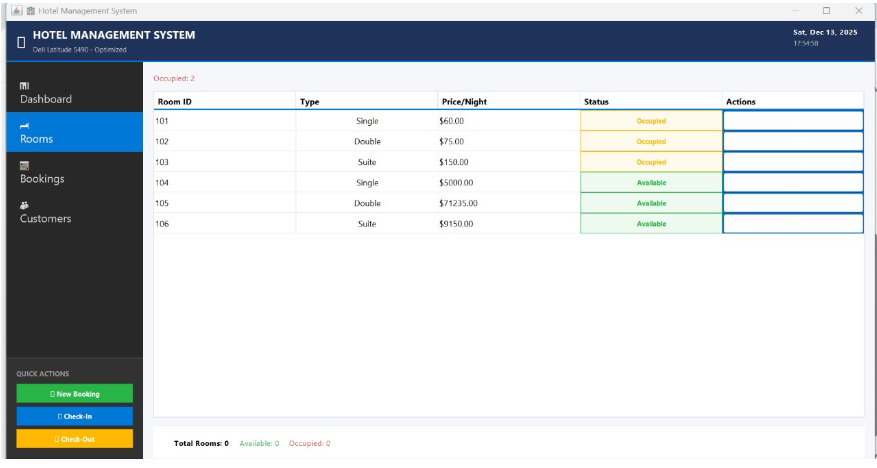 Hotel Management System
HOTEL MANAGEMENT SYSTEM
Dell Latitude 5490 - Optimized
Sat, Dec 13, 2025
17:54:58
Dashboard
Rooms
Bookings
Customers
QUICK ACTIONS
New Booking
Check-In
Check-Out
Occupied: 2
Room ID Type Price/Night Status Actions
101 Single $60.00 Occupied
102 Double $75.00 Occupied
103 Suite $150.00 Occupied
104 Single $5000.00 Available
105 Double $71235.00 Available
106 Suite $9150.00 Available
Total Rooms: 0 Available: 0 Occupied: 0